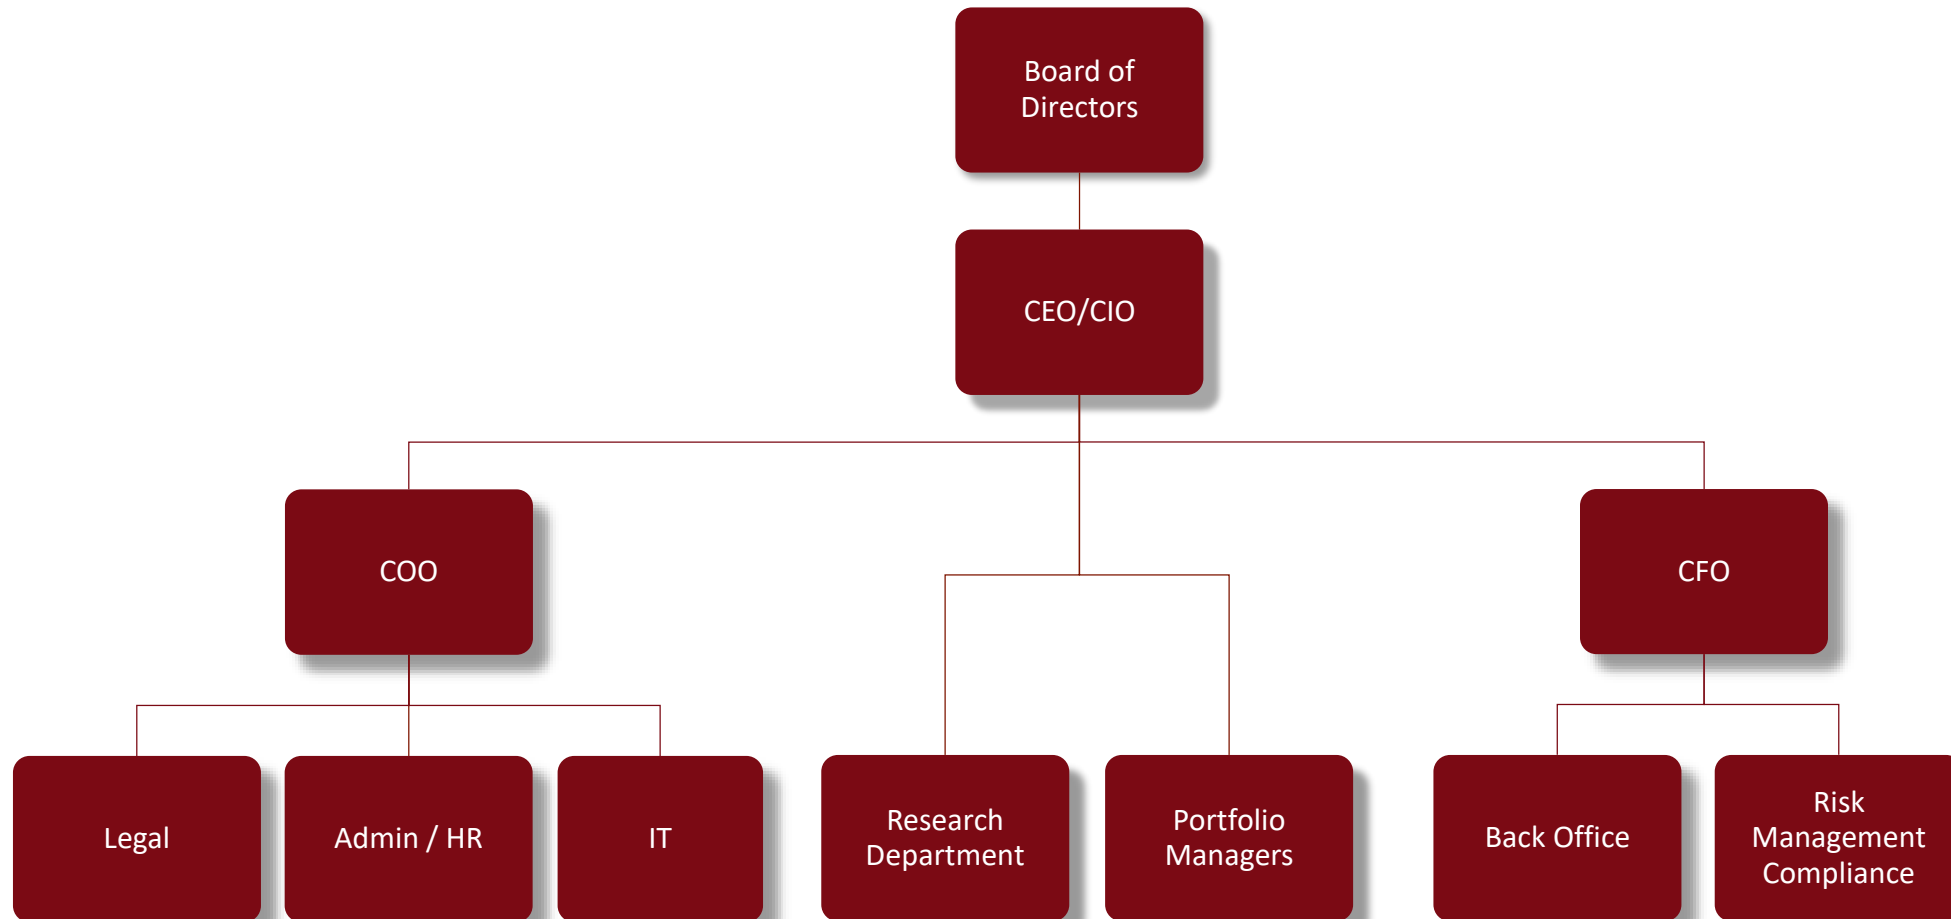 Board of
Directors
CEO/CIO
COO
CFO
Legal
Admin / HR
IT
Research
Department
Portfolio
Managers
Back Office
Risk
Management
Compliance